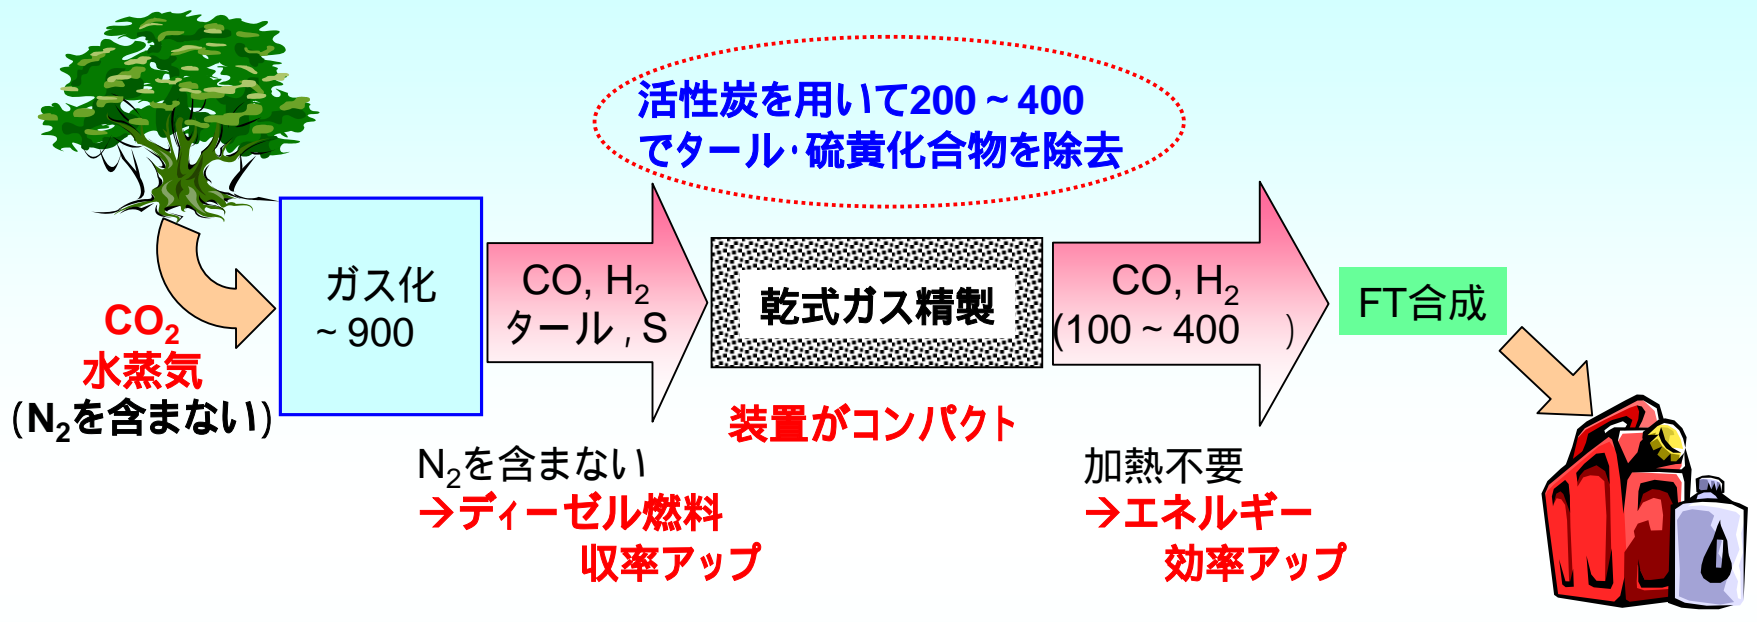 活性炭を用いて200～400
でタール・硫黄化合物を除去
CO2
水蒸気
(N2を含まない)
ガス化
～900
CO, H2
タール , S
乾式ガス精製
CO, H2
(100～400　)
FT合成
装置がコンパクト
N2を含まない
→ディーゼル燃料
収率アップ
加熱不要
→エネルギー
効率アップ